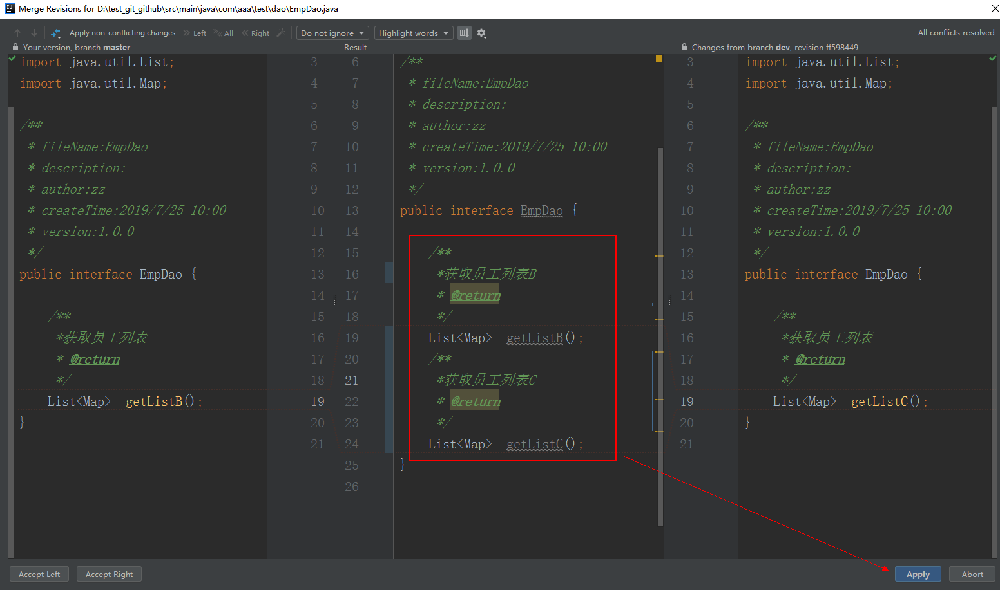 Merge Revisions for D:\test_git_github\src\main\java\com\aaa\test\dao\EmpDao.java
Apply non-conflicting changes: Left All Right Do not ignore Highlight words All conflicts resolved
Your version, branch master
Result
Changes from branch dev, revision ff598449
import java.util.List;
import java.util.Map;
/**
* fileName:EmpDao
* description:
* author:zz
* createTime:2019/7/25 10:00
* version:1.0.0
*/
public interface EmpDao {
/**
*获取员工列表
* @return
*/
List<Map> getListB();
}
3 6
4 7
5 8
6 9
7 10
8 11
9 12
10 13
11 14
12 15
13 16
14 17
15 18
16 19
17 20
18 21
19 22
20 23
21 24
25
26
/**
* fileName:EmpDao
* description:
* author:zz
* createTime:2019/7/25 10:00
* version:1.0.0
*/
public interface EmpDao {
/**
*获取员工列表B
* @return
*/
List<Map> getListB();
/**
*获取员工列表C
* @return
*/
List<Map> getListC();
}
3
4
5
6
7
8
9
10
11
12
13
14
15
16
17
18
19
20
21
import java.util.List;
import java.util.Map;
/**
* fileName:EmpDao
* description:
* author:zz
* createTime:2019/7/25 10:00
* version:1.0.0
*/
public interface EmpDao {
/**
*获取员工列表
* @return
*/
List<Map> getListC();
}
Accept Left Accept Right Apply Abort